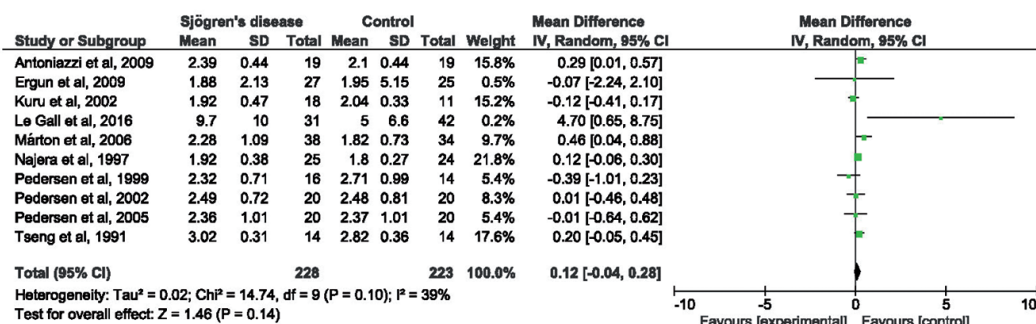 Sjögren's disease Control Mean Difference Mean Difference
Study or Subgroup Mean SD Total Mean SD Total Weight IV, Random, 95% CI IV, Random, 95% CI
Antoniazzi et al, 2009 2.39 0.44 19 2.1 0.44 19 15.8% 0.29 [0.01, 0.57]
Ergun et al, 2009 1.88 2.13 27 1.95 5.15 25 0.5% -0.07 [-2.24, 2.10]
Kuru et al, 2002 1.92 0.47 18 2.04 0.33 11 15.2% -0.12 [-0.41, 0.17]
Le Gall et al, 2016 9.7 10 31 5 6.6 42 0.2% 4.70 [0.65, 8.75]
Márton et al, 2006 2.28 1.09 38 1.82 0.73 34 9.7% 0.46 [0.04, 0.88]
Najera et al, 1997 1.92 0.38 25 1.8 0.27 24 21.8% 0.12 [-0.06, 0.30]
Pedersen et al, 1999 2.32 0.71 16 2.71 0.99 14 5.4% -0.39 [-1.01, 0.23]
Pedersen et al, 2002 2.49 0.72 20 2.48 0.81 20 8.3% 0.01 [-0.46, 0.48]
Pedersen et al, 2005 2.36 1.01 20 2.37 1.01 20 5.4% -0.01 [-0.64, 0.62]
Tseng et al, 1991 3.02 0.31 14 2.82 0.36 14 17.6% 0.20 [-0.05, 0.45]
Total (95% CI) 228 223 100.0% 0.12 [-0.04, 0.28]
Heterogeneity: Tau² = 0.02; Chi² = 14.74, df = 9 (P = 0.10); I² = 39%
Test for overall effect: Z = 1.46 (P = 0.14)
-10 -5 0 5 10
Favours [experimental] Favours [control]